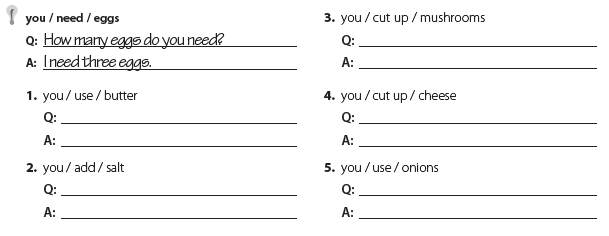 you / need / eggs
Q: How many eggs do you need?
A: I need three eggs.
1. you / use / butter
Q:
A:
2. you / add / salt
Q:
A:
3. you / cut up / mushrooms
Q:
A:
4. you / cut up / cheese
Q:
A:
5. you / use / onions
Q:
A: